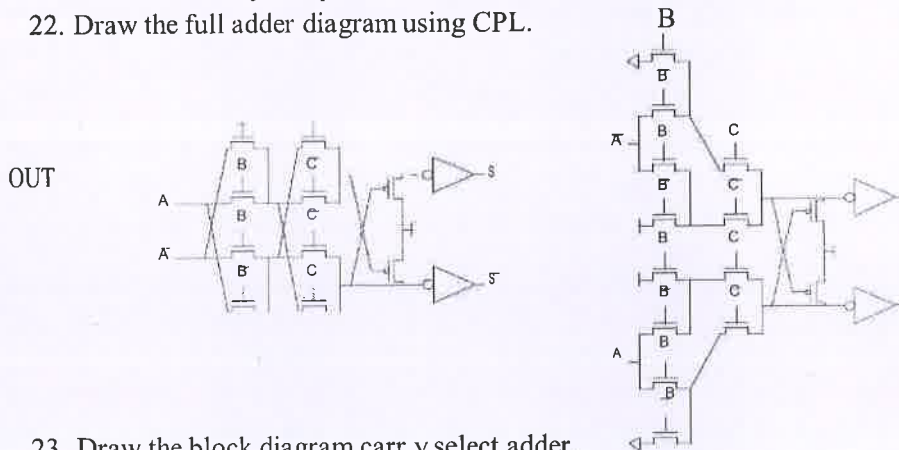 22. Draw the full adder diagram using CPL.
B
B̅
B
C
A̅
B
C
C̅
B̅
OUT
A
B
C̅
S
A̅
B
C
B̅
C
S̅
B
C
B̅
C̅
B
A
B
23. Draw the block diagram carr y select adder